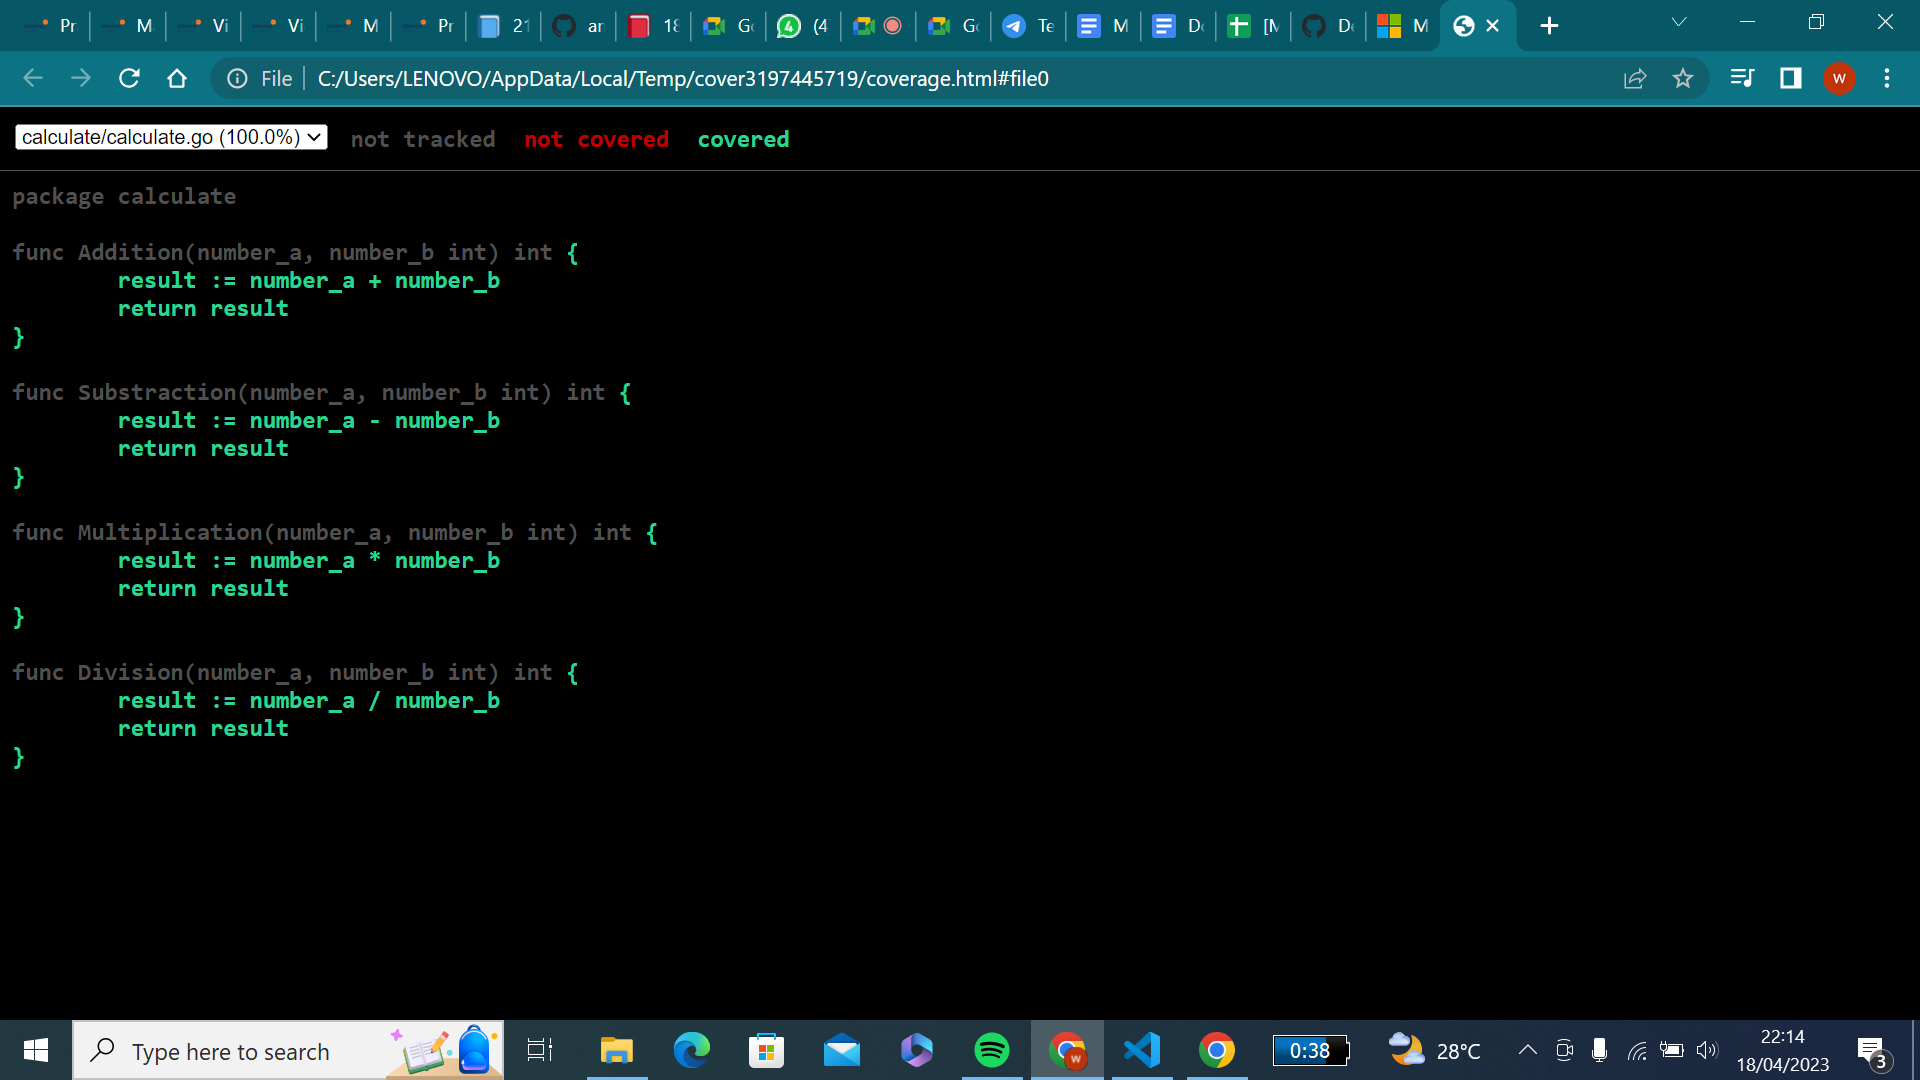 Pr M Vi Vi M Pr 21 ar 18 Go (4 Go Te M Do [M De M
File C:/Users/LENOVO/AppData/Local/Temp/cover3197445719/coverage.html#file0 W
calculate/calculate.go (100.0%) not tracked not covered covered
package calculate
func Addition(number_a, number_b int) int {
result := number_a + number_b
return result
}
func Substraction(number_a, number_b int) int {
result := number_a - number_b
return result
}
func Multiplication(number_a, number_b int) int {
result := number_a * number_b
return result
}
func Division(number_a, number_b int) int {
result := number_a / number_b
return result
}
Type here to search 0:38 28°C 22:14
18/04/2023 3